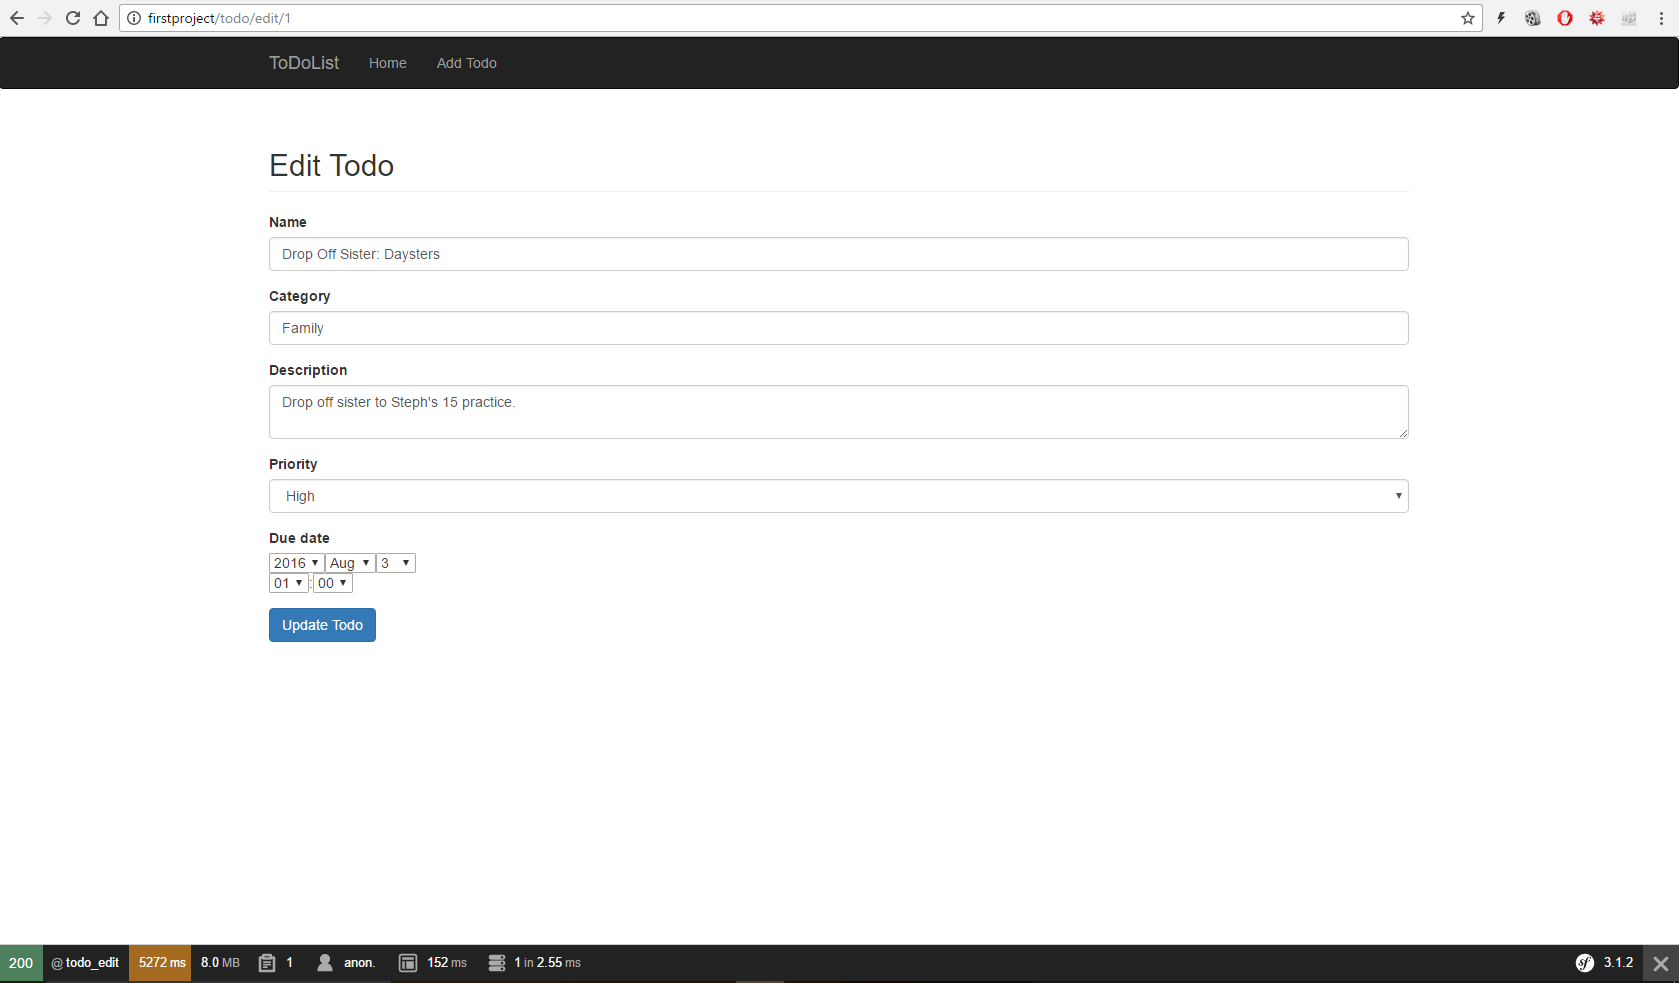 firstproject/todo/edit/1
ToDoList Home Add Todo
Edit Todo
Name
Drop Off Sister: Daysters
Category
Family
Description
Drop off sister to Steph's 15 practice.
Priority
High
Due date
2016 Aug 3
01 : 00
Update Todo
200 @ todo_edit 5272 ms 8.0 MB 1 anon. 152 ms 1 in 2.55 ms sf 3.1.2